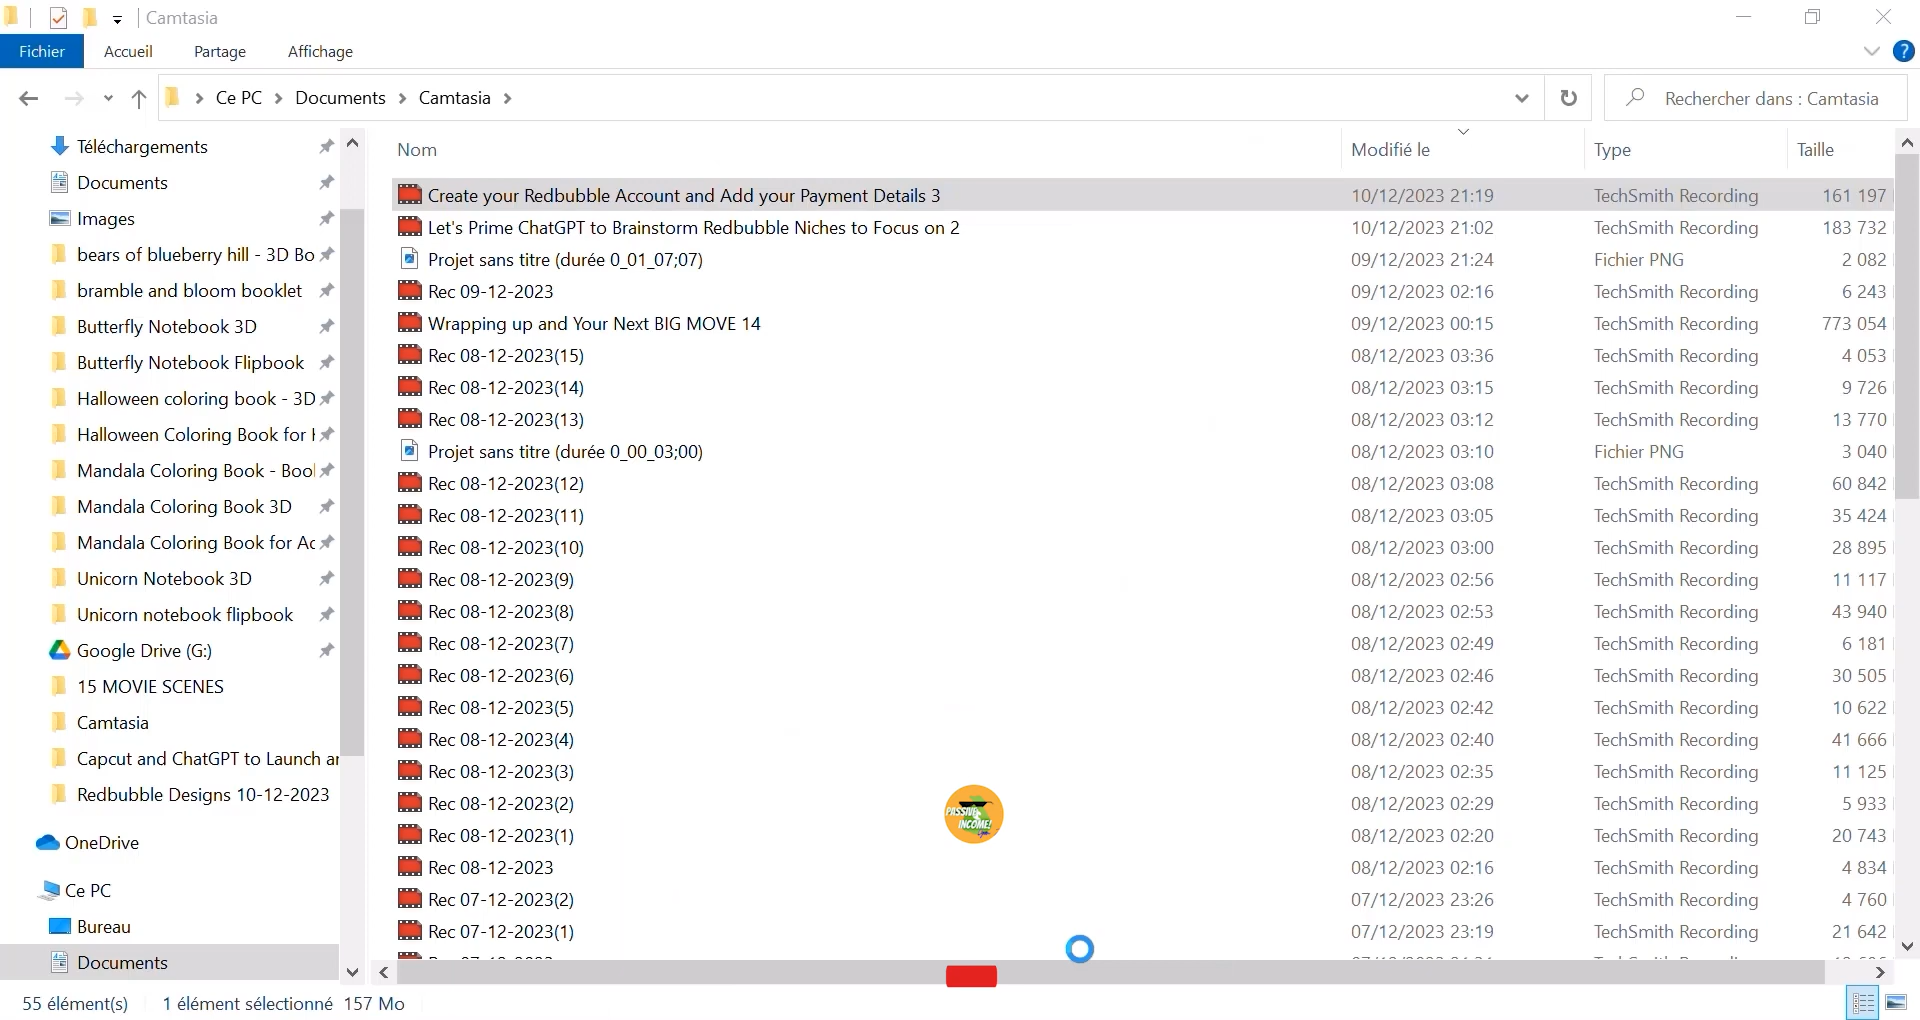 Camtasia
Fichier Accueil Partage Affichage
Ce PC Documents Camtasia Rechercher dans : Camtasia
Téléchargements
Documents
Images
bears of blueberry hill - 3D Bo
bramble and bloom booklet
Butterfly Notebook 3D
Butterfly Notebook Flipbook
Halloween coloring book - 3D
Halloween Coloring Book for
Mandala Coloring Book - Boo
Mandala Coloring Book 3D
Mandala Coloring Book for Ac
Unicorn Notebook 3D
Unicorn notebook flipbook
Google Drive (G:)
15 MOVIE SCENES
Camtasia
Capcut and ChatGPT to Launch ar
Redbubble Designs 10-12-2023
OneDrive
Ce PC
Bureau
Documents
Nom Modifié le Type Taille
Create your Redbubble Account and Add your Payment Details 3 10/12/2023 21:19 TechSmith Recording 161 197
Let's Prime ChatGPT to Brainstorm Redbubble Niches to Focus on 2 10/12/2023 21:02 TechSmith Recording 183 732
Projet sans titre (durée 0_01_07;07) 09/12/2023 21:24 Fichier PNG 2 082
Rec 09-12-2023 09/12/2023 02:16 TechSmith Recording 6 243
Wrapping up and Your Next BIG MOVE 14 09/12/2023 00:15 TechSmith Recording 773 054
Rec 08-12-2023(15) 08/12/2023 03:36 TechSmith Recording 4 053
Rec 08-12-2023(14) 08/12/2023 03:15 TechSmith Recording 9 726
Rec 08-12-2023(13) 08/12/2023 03:12 TechSmith Recording 13 770
Projet sans titre (durée 0_00_03;00) 08/12/2023 03:10 Fichier PNG 3 040
Rec 08-12-2023(12) 08/12/2023 03:08 TechSmith Recording 60 842
Rec 08-12-2023(11) 08/12/2023 03:05 TechSmith Recording 35 424
Rec 08-12-2023(10) 08/12/2023 03:00 TechSmith Recording 28 895
Rec 08-12-2023(9) 08/12/2023 02:56 TechSmith Recording 11 117
Rec 08-12-2023(8) 08/12/2023 02:53 TechSmith Recording 43 940
Rec 08-12-2023(7) 08/12/2023 02:49 TechSmith Recording 6 181
Rec 08-12-2023(6) 08/12/2023 02:46 TechSmith Recording 30 505
Rec 08-12-2023(5) 08/12/2023 02:42 TechSmith Recording 10 622
Rec 08-12-2023(4) 08/12/2023 02:40 TechSmith Recording 41 666
Rec 08-12-2023(3) 08/12/2023 02:35 TechSmith Recording 11 125
Rec 08-12-2023(2) 08/12/2023 02:29 TechSmith Recording 5 933
Rec 08-12-2023(1) 08/12/2023 02:20 TechSmith Recording 20 743
Rec 08-12-2023 08/12/2023 02:16 TechSmith Recording 4 834
Rec 07-12-2023(2) 07/12/2023 23:26 TechSmith Recording 4 760
Rec 07-12-2023(1) 07/12/2023 23:19 TechSmith Recording 21 642
PASSIVE
INCOME!
55 élément(s) 1 élément sélectionné 157 Mo